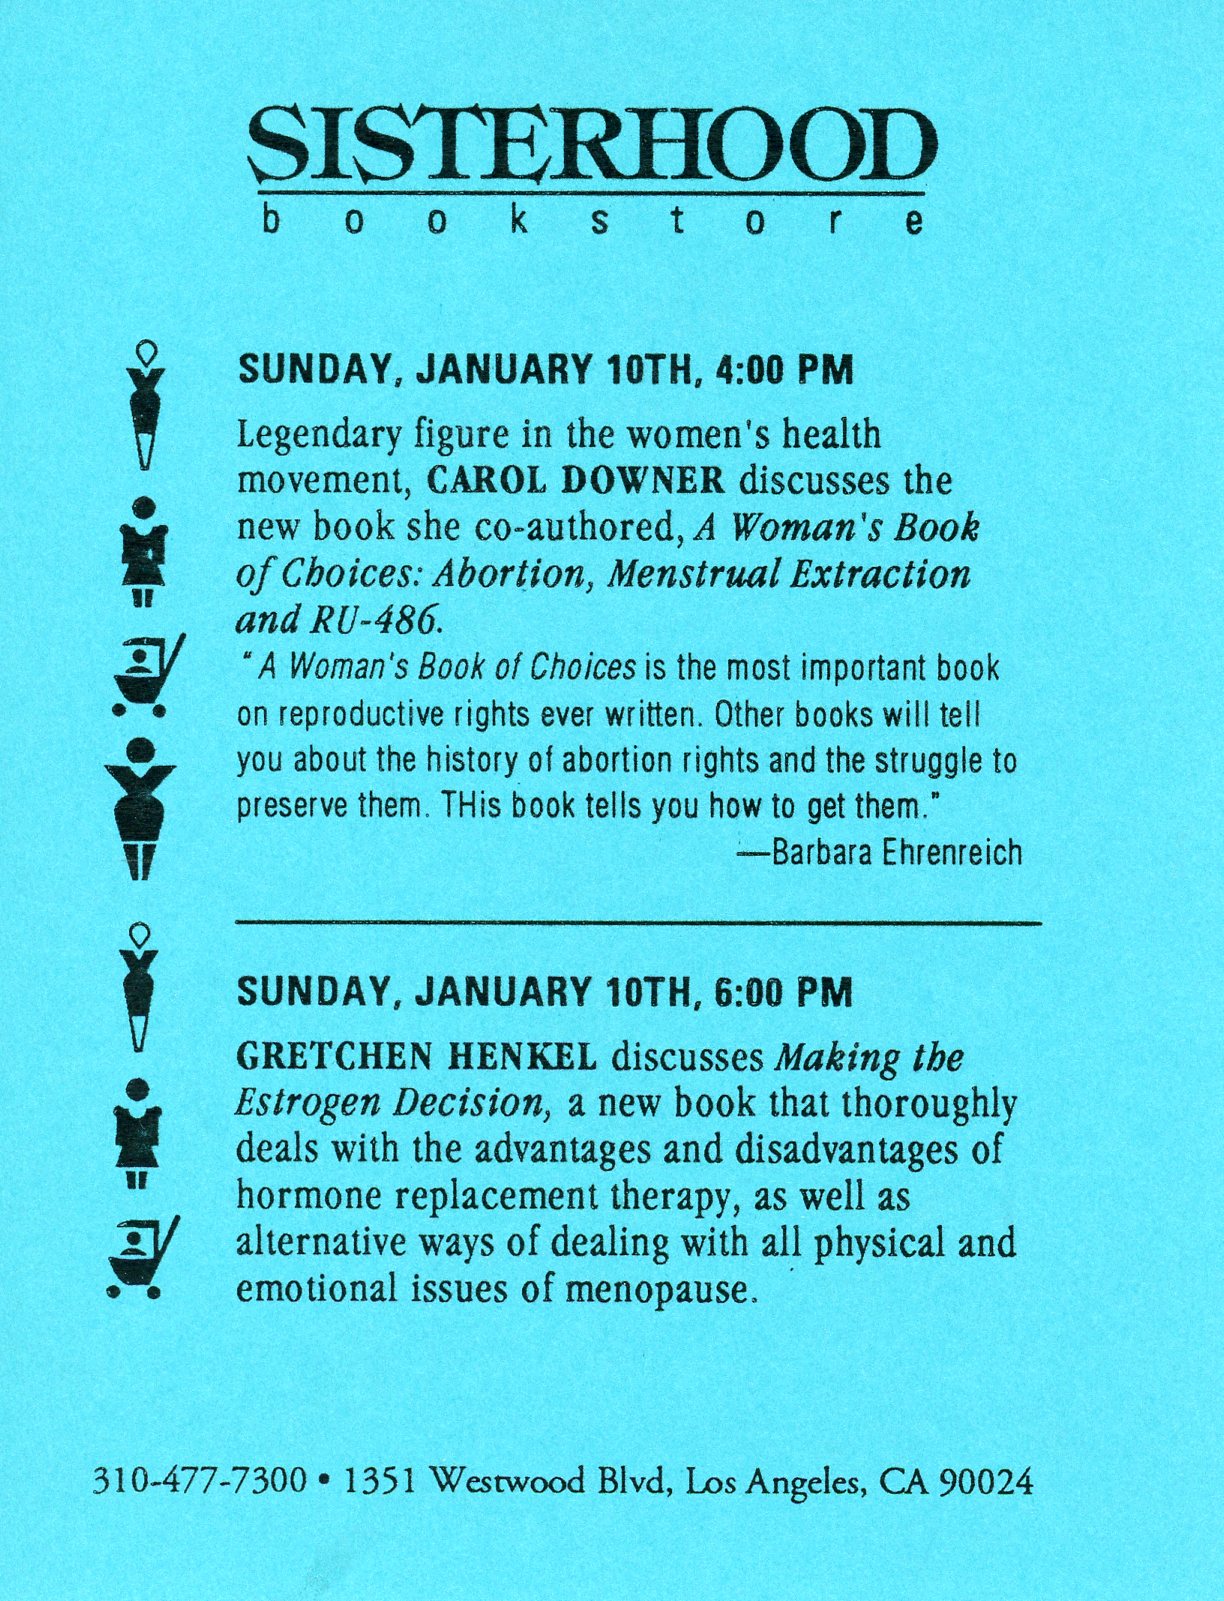 SISTERHOOD
bookstore
SUNDAY, JANUARY 10TH, 4:00 PM
Legendary figure in the women's health
movement, CAROL DOWNER discusses the
new book she co-authored, A Woman's Book
of Choices: Abortion, Menstrual Extraction
and RU-486.
"A Woman's Book of Choices is the most important book
on reproductive rights ever written. Other books will tell
you about the history of abortion rights and the struggle to
preserve them. THis book tells you how to get them."
—Barbara Ehrenreich
SUNDAY, JANUARY 10TH, 6:00 PM
GRETCHEN HENKEL discusses Making the
Estrogen Decision, a new book that thoroughly
deals with the advantages and disadvantages of
hormone replacement therapy, as well as
alternative ways of dealing with all physical and
emotional issues of menopause.
310-477-7300 • 1351 Westwood Blvd, Los Angeles, CA 90024